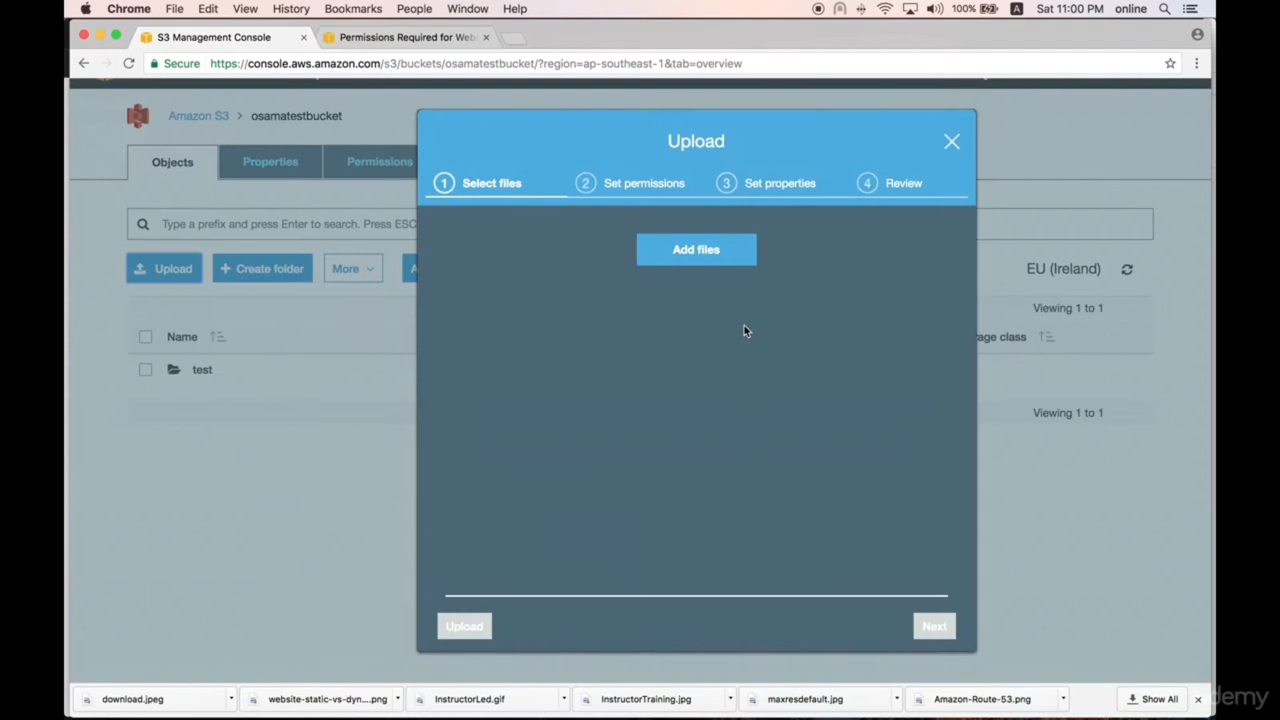 Chrome File Edit View History Bookmarks People Window Help 100% A Sat 11:00 PM online
S3 Management Console × Permissions Required for Web ×
Secure https://console.aws.amazon.com/s3/buckets/osamatestbucket/?region=ap-southeast-1&tab=overview
Amazon S3 > osamatestbucket
Objects Properties Permissions
Type a prefix and press Enter to search. Press ESC
Upload + Create folder More
EU (Ireland)
Viewing 1 to 1
Name
age class
test
Viewing 1 to 1
Upload
1 Select files 2 Set permissions 3 Set properties 4 Review
Add files
Upload Next
download.jpeg website-static-vs-dyn....png InstructorLed.gif InstructorTraining.jpg maxresdefault.jpg Amazon-Route-53.png Show All ×
demy